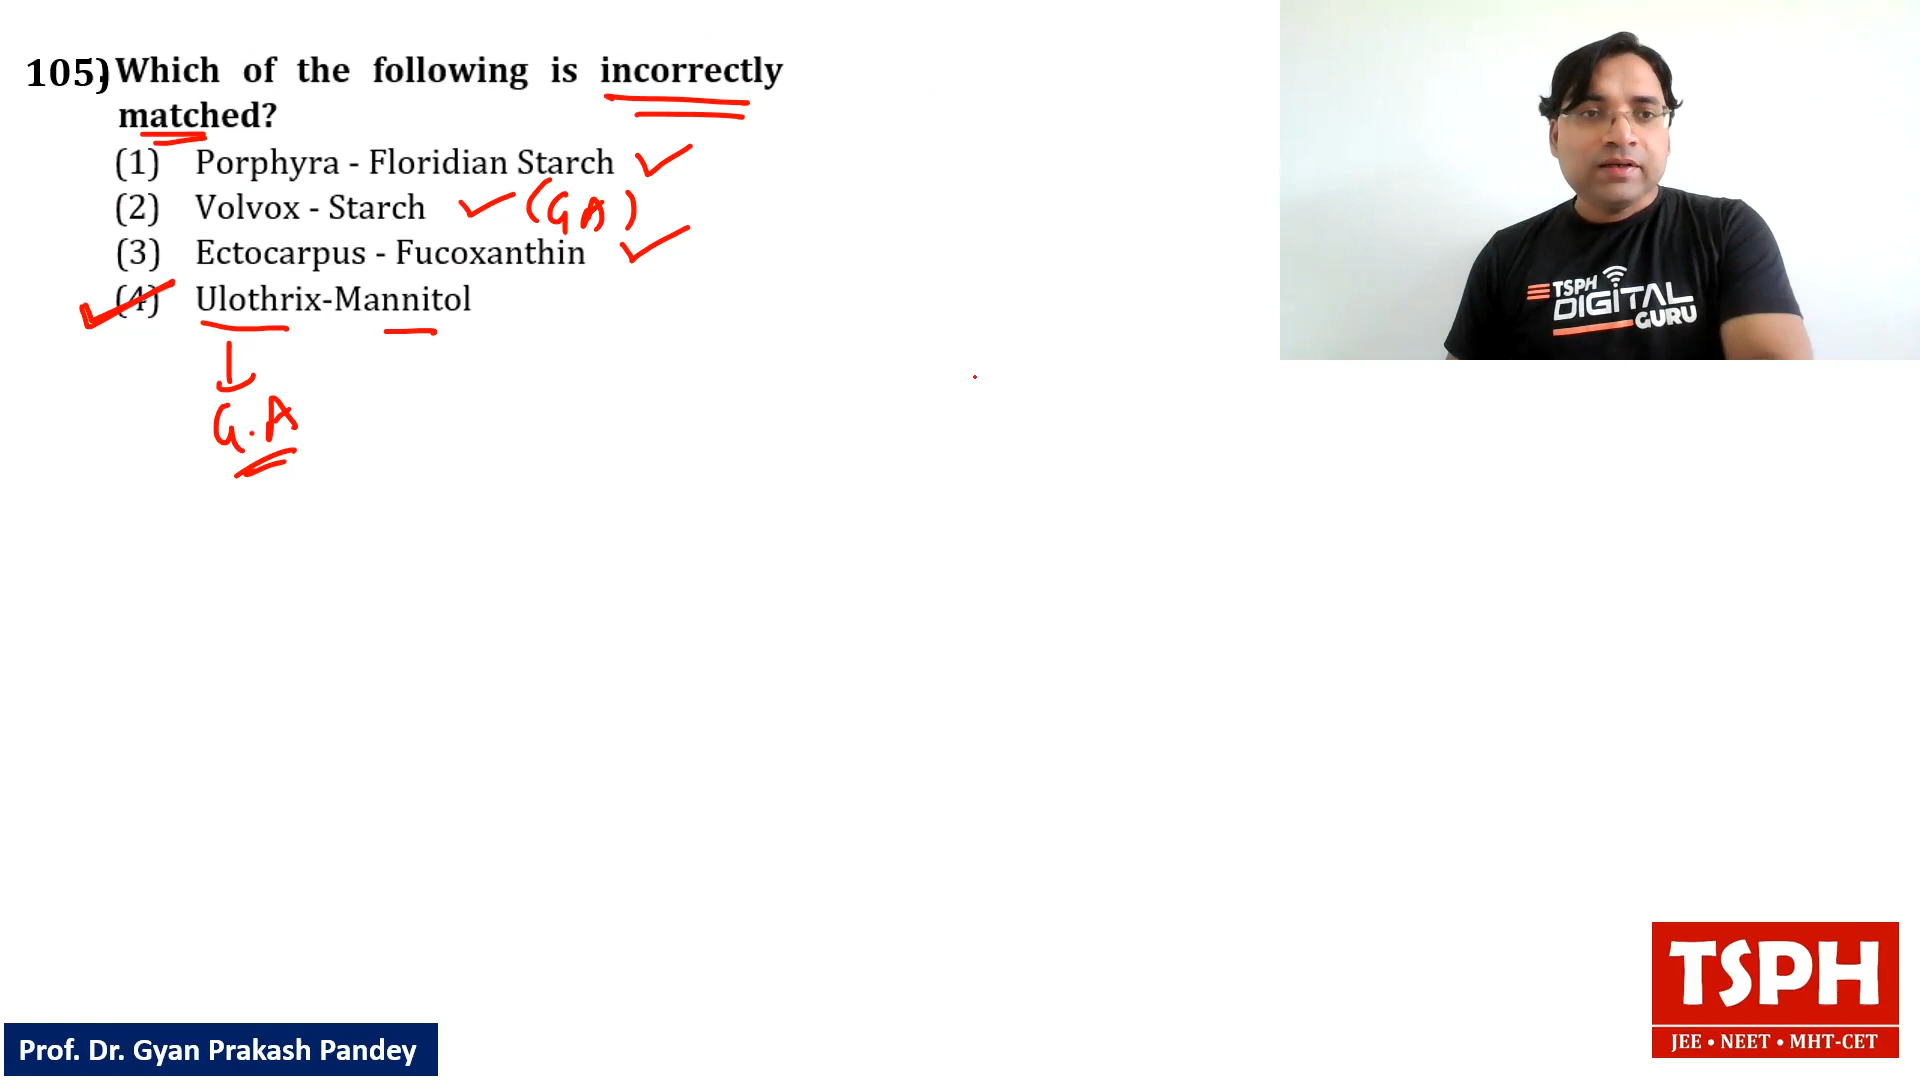 105) Which of the following is incorrectly
matched?
(1) Porphyra - Floridian Starch
(2) Volvox - Starch (GA)
(3) Ectocarpus - Fucoxanthin
(4) Ulothrix-Mannitol
G.A
TSPH
DIGITAL
GURU
TSPH
JEE • NEET • MHT-CET
Prof. Dr. Gyan Prakash Pandey